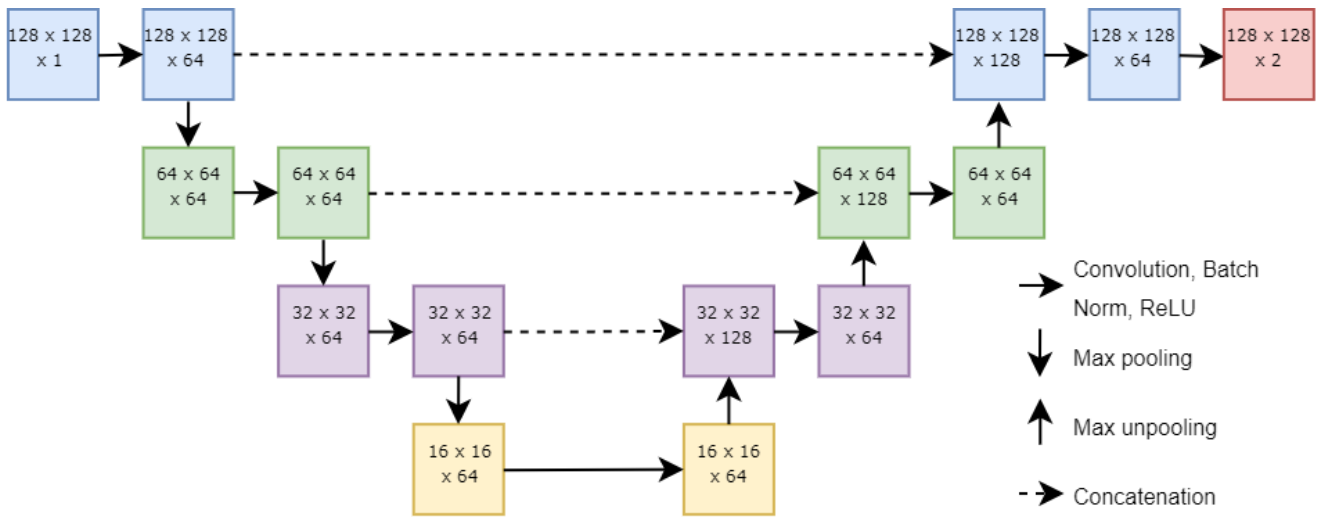 128 x 128
x 1
128 x 128
x 64
128 x 128
x 128
128 x 128
x 64
128 x 128
x 2
64 x 64
x 64
64 x 64
x 64
64 x 64
x 128
64 x 64
x 64
32 x 32
x 64
32 x 32
x 64
32 x 32
x 128
32 x 32
x 64
16 x 16
x 64
16 x 16
x 64
Convolution, Batch
Norm, ReLU
Max pooling
Max unpooling
Concatenation